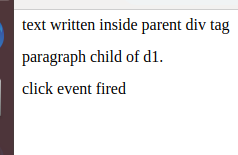 text written inside parent div tag
paragraph child of d1.
click event fired